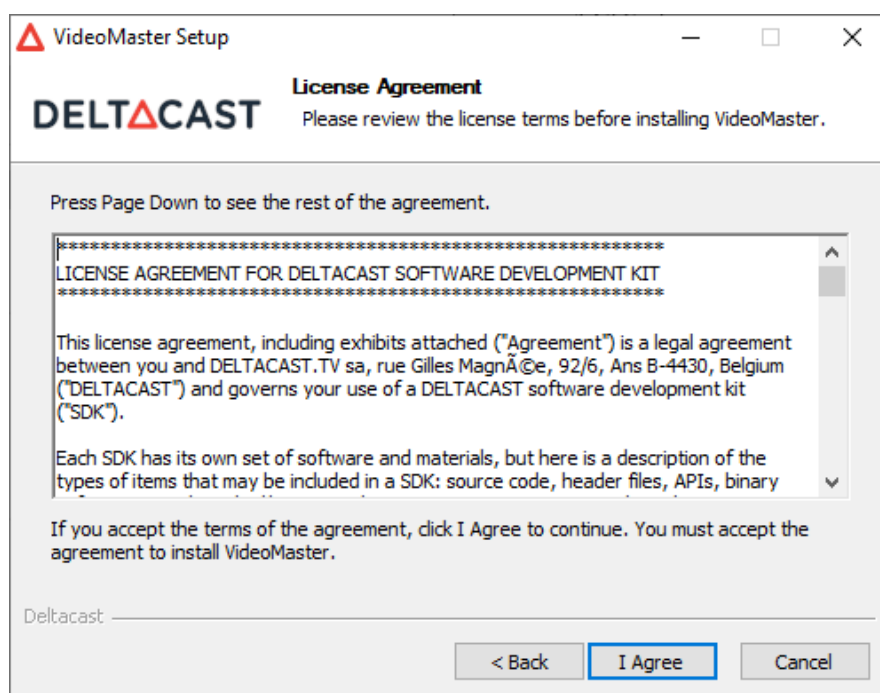 VideoMaster Setup
DELTACAST
License Agreement
Please review the license terms before installing VideoMaster.
Press Page Down to see the rest of the agreement.
*********************************************************
LICENSE AGREEMENT FOR DELTACAST SOFTWARE DEVELOPMENT KIT
*********************************************************
This license agreement, including exhibits attached ("Agreement") is a legal agreement
between you and DELTACAST.TV sa, rue Gilles MagnÃ©e, 92/6, Ans B-4430, Belgium
("DELTACAST") and governs your use of a DELTACAST software development kit
("SDK").
Each SDK has its own set of software and materials, but here is a description of the
types of items that may be included in a SDK: source code, header files, APIs, binary
If you accept the terms of the agreement, click I Agree to continue. You must accept the
agreement to install VideoMaster.
Deltacast
< Back
I Agree
Cancel